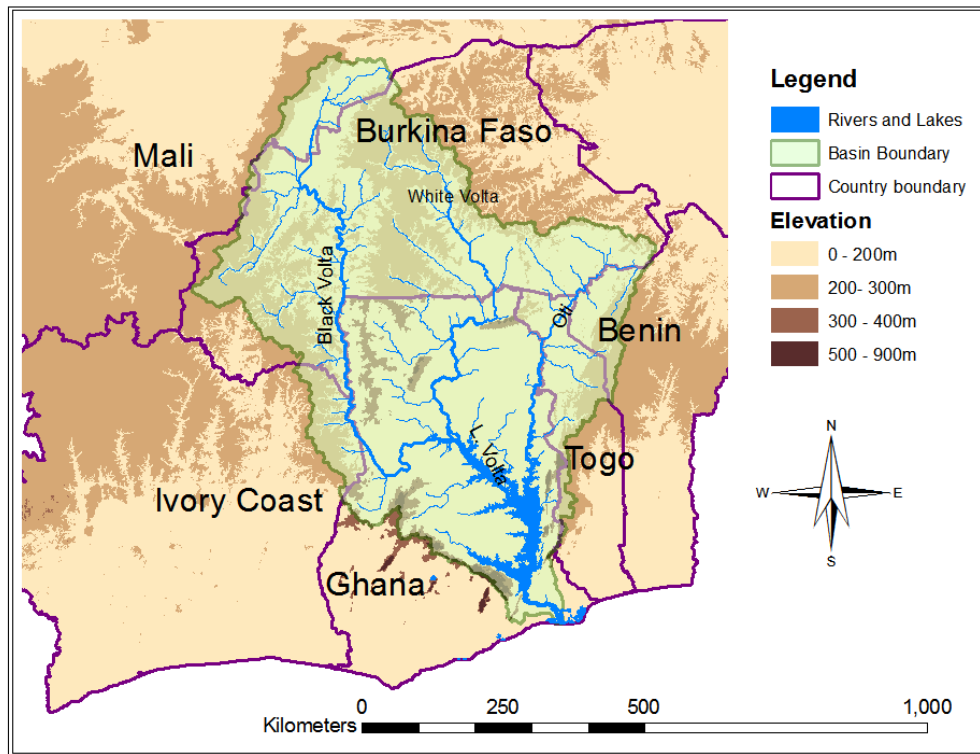 Mali
Burkina Faso
White Volta
Black Volta
Oti
Benin
L. Volta
Togo
Ivory Coast
Ghana
Legend
Rivers and Lakes
Basin Boundary
Country boundary
Elevation
0 - 200m
200- 300m
300 - 400m
500 - 900m
N
W
E
S
Kilometers
0 250 500 1,000